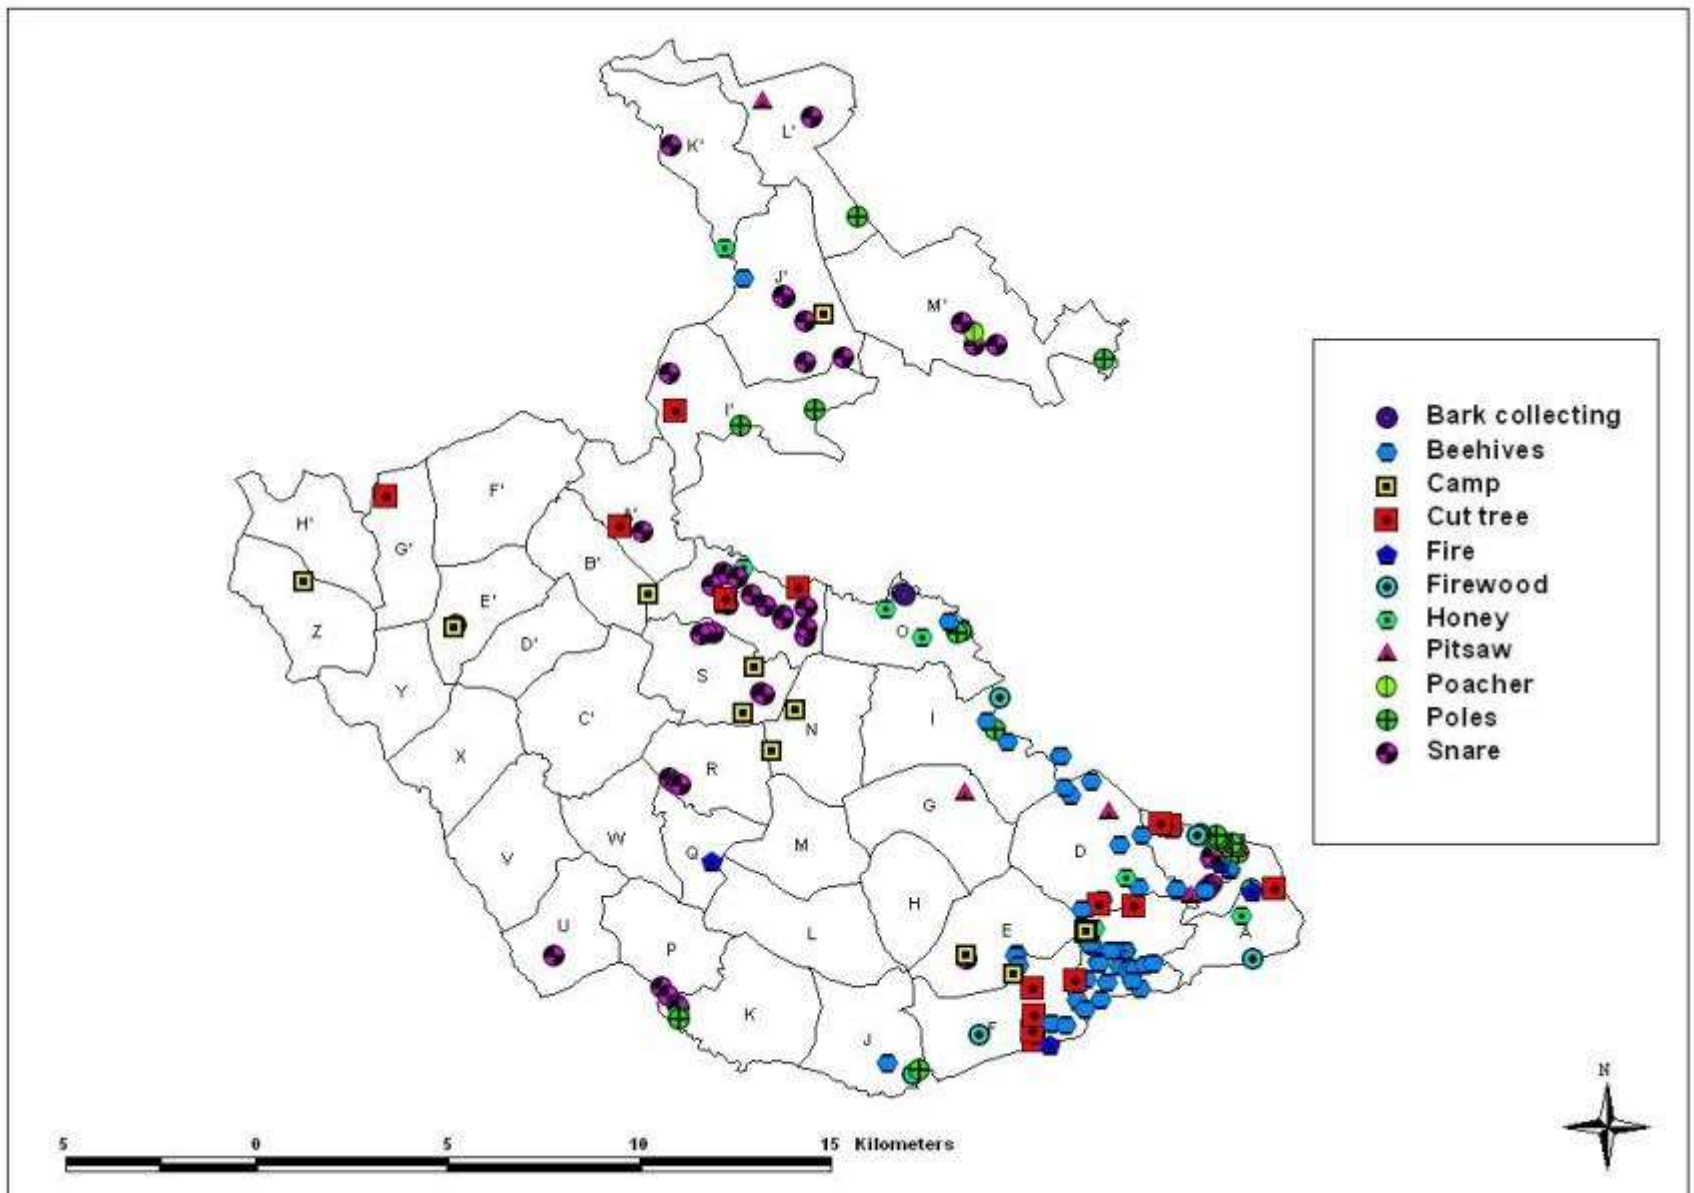 L'
K'
J'
M'
I'
F'
A'
H'
G'
B'
E'
Z
D'
O
S
Y
C'
N
I
X
R
G
W
Q
M
D
V
H
U
P
L
E
A
K
J
F
Bark collecting
Beehives
Camp
Cut tree
Fire
Firewood
Honey
Pitsaw
Poacher
Poles
Snare
N
5 0 5 10 15 Kilometers